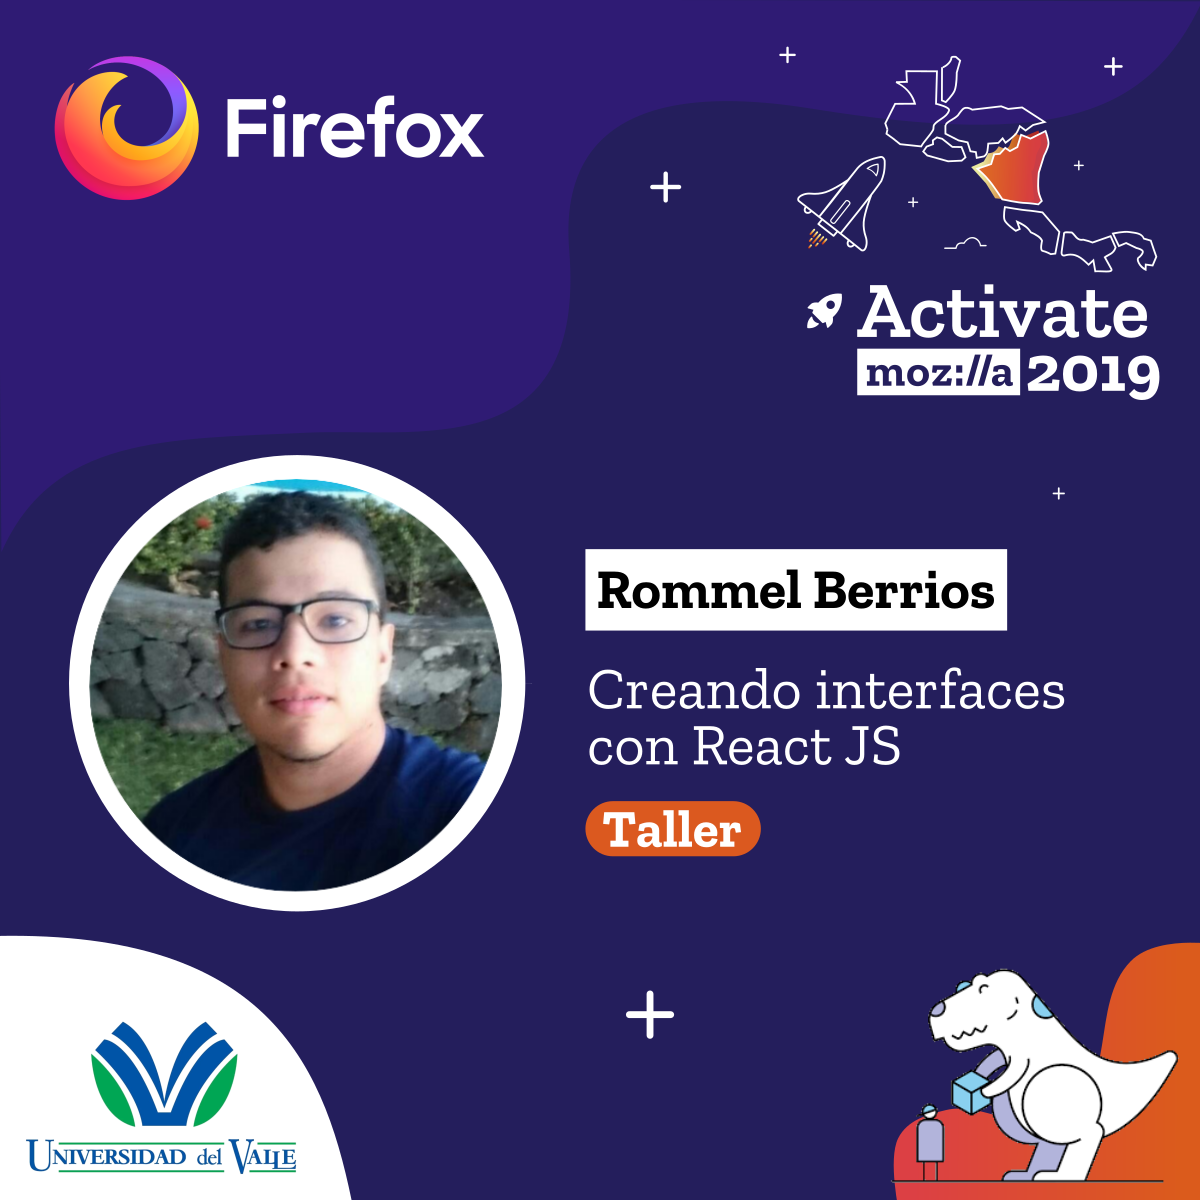 Firefox
Activate
moz://a 2019
Rommel Berrios
Creando interfaces
con React JS
Taller
UNIVERSIDAD del VALLE